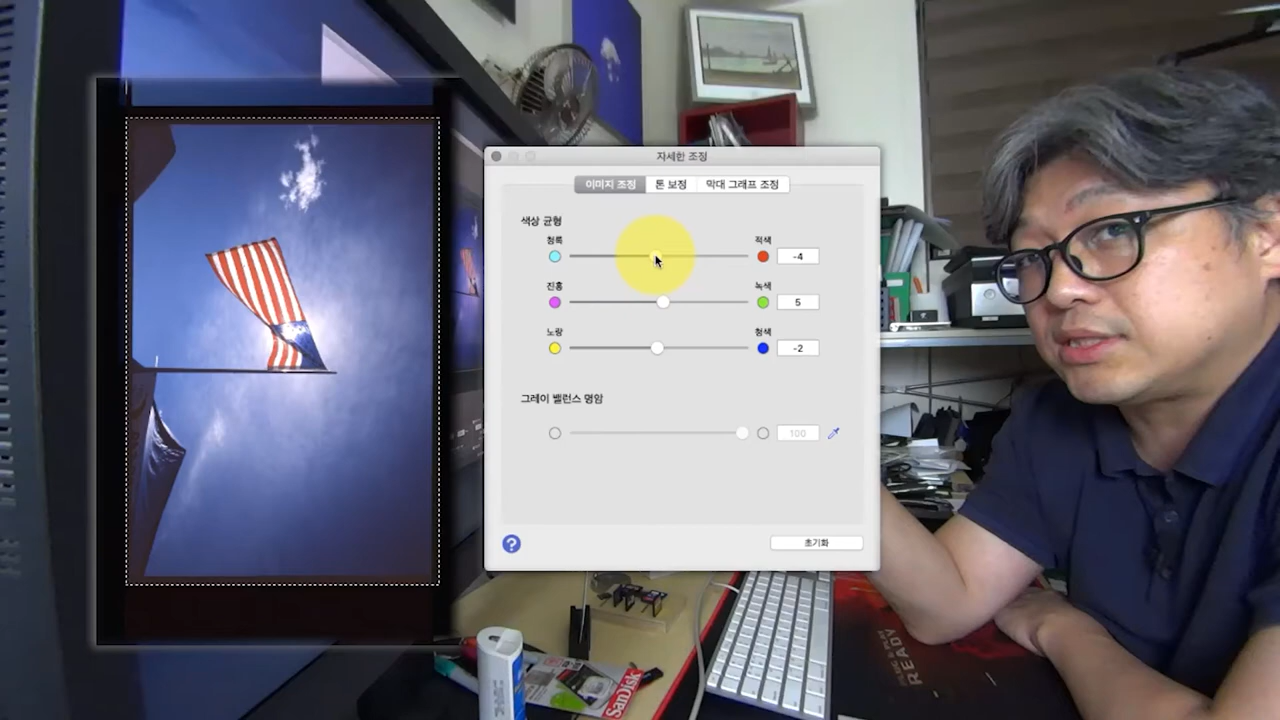 자세한 조정
이미지 조정 톤 보정 막대 그래프 조정
색상 균형
청록 적색 -4
진홍 녹색 5
노랑 청색 -2
그레이 밸런스 명암
100
?
초기화
READY
SanDisk